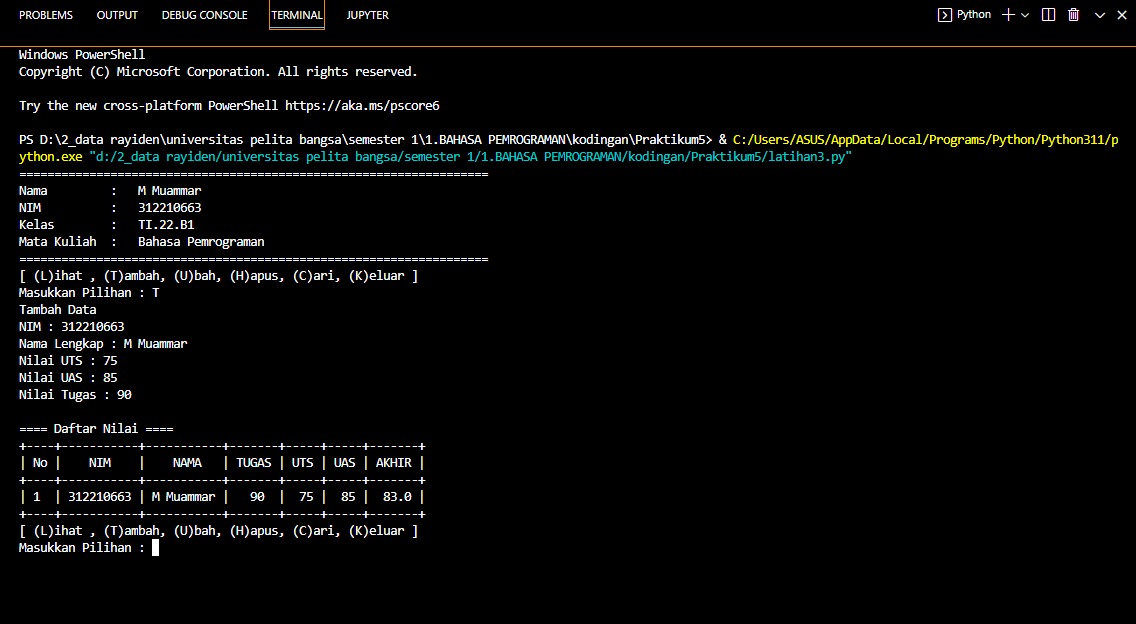 PROBLEMS OUTPUT DEBUG CONSOLE TERMINAL JUPYTER Python
Windows PowerShell
Copyright (C) Microsoft Corporation. All rights reserved.
Try the new cross-platform PowerShell https://aka.ms/pscore6
PS D:\2_data rayiden\universitas pelita bangsa\semester 1\1.BAHASA PEMROGRAMAN\kodingan\Praktikum5> & C:/Users/ASUS/AppData/Local/Programs/Python/Python311/p
ython.exe "d:/2_data rayiden/universitas pelita bangsa/semester 1/1.BAHASA PEMROGRAMAN/kodingan/Praktikum5/latihan3.py"
===================================================================
Nama         :   M Muammar
NIM          :   312210663
Kelas        :   TI.22.B1
Mata Kuliah  :   Bahasa Pemrograman
===================================================================
[ (L)ihat , (T)ambah, (U)bah, (H)apus, (C)ari, (K)eluar ]
Masukkan Pilihan : T
Tambah Data
NIM : 312210663
Nama Lengkap : M Muammar
Nilai UTS : 75
Nilai UAS : 85
Nilai Tugas : 90
==== Daftar Nilai ====
+----+-----------+-----------+-------+-----+-----+-------+
| No |    NIM    |    NAMA   | TUGAS | UTS | UAS | AKHIR |
+----+-----------+-----------+-------+-----+-----+-------+
| 1  | 312210663 | M Muammar |   90  |  75 |  85 |  83.0 |
+----+-----------+-----------+-------+-----+-----+-------+
[ (L)ihat , (T)ambah, (U)bah, (H)apus, (C)ari, (K)eluar ]
Masukkan Pilihan :